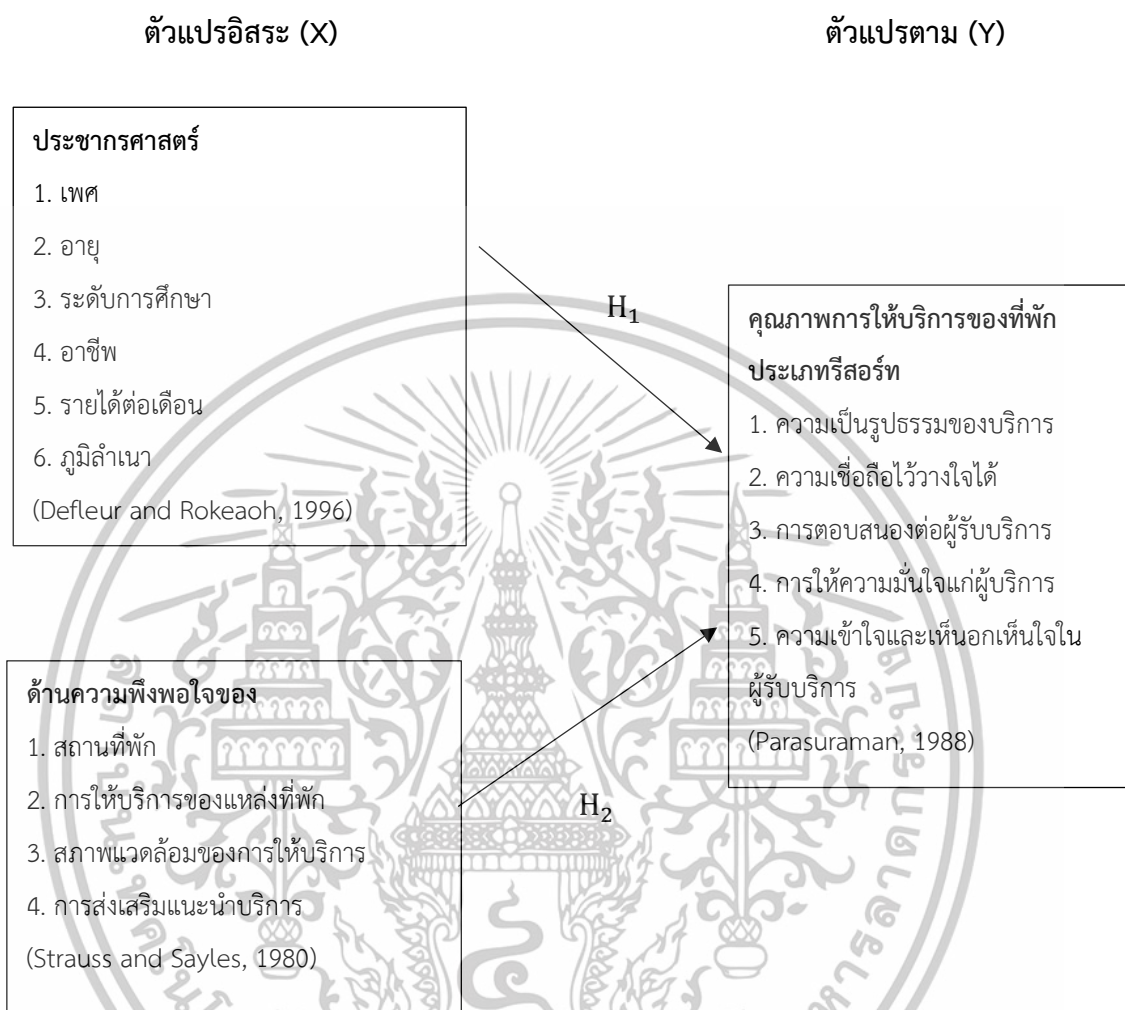 ตัวแปรอิสระ (X)
ตัวแปรตาม (Y)
ประชากรศาสตร์
1. เพศ
2. อายุ
3. ระดับการศึกษา
4. อาชีพ
5. รายได้ต่อเดือน
6. ภูมิลำเนา
(Defleur and Rokeaoh, 1996)
H₁
คุณภาพการให้บริการของที่พัก
ประเภทรีสอร์ท
1. ความเป็นรูปธรรมของบริการ
2. ความเชื่อถือไว้วางใจได้
3. การตอบสนองต่อผู้รับบริการ
4. การให้ความมั่นใจแก่ผู้บริการ
5. ความเข้าใจและเห็นอกเห็นใจใน
ผู้รับบริการ
(Parasuraman, 1988)
ด้านความพึงพอใจของ
1. สถานที่พัก
2. การให้บริการของแหล่งที่พัก
3. สภาพแวดล้อมของการให้บริการ
4. การส่งเสริมแนะนำบริการ
(Strauss and Sayles, 1980)
H₂